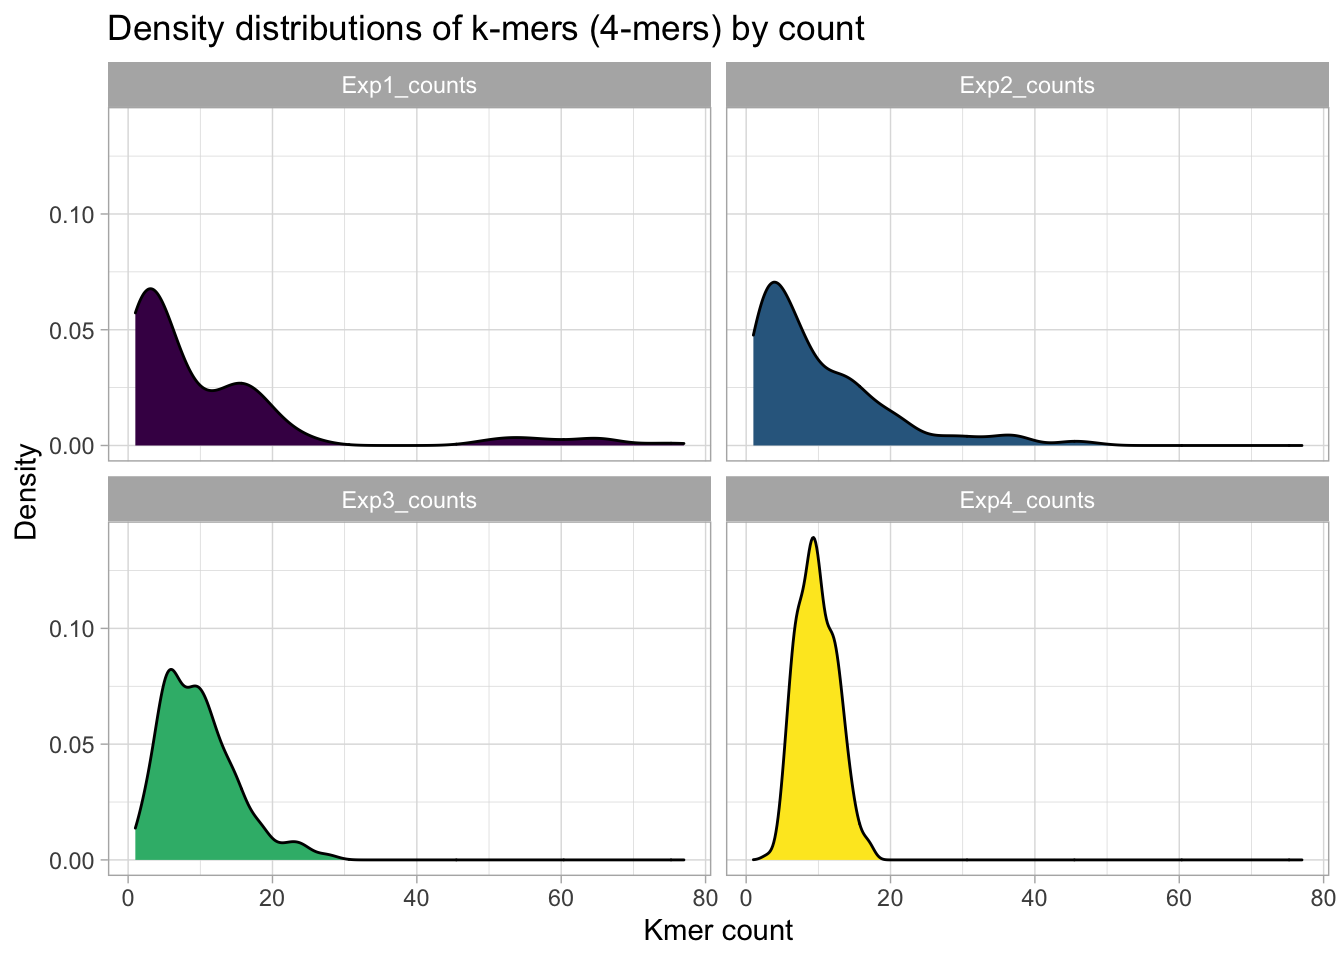 Density distributions of k-mers (4-mers) by count
Exp1_counts
Exp2_counts
0.10
0.05
0.00
Density
Exp3_counts
Exp4_counts
0.10
0.05
0.00
0 20 40 60 80
0 20 40 60 80
Kmer count